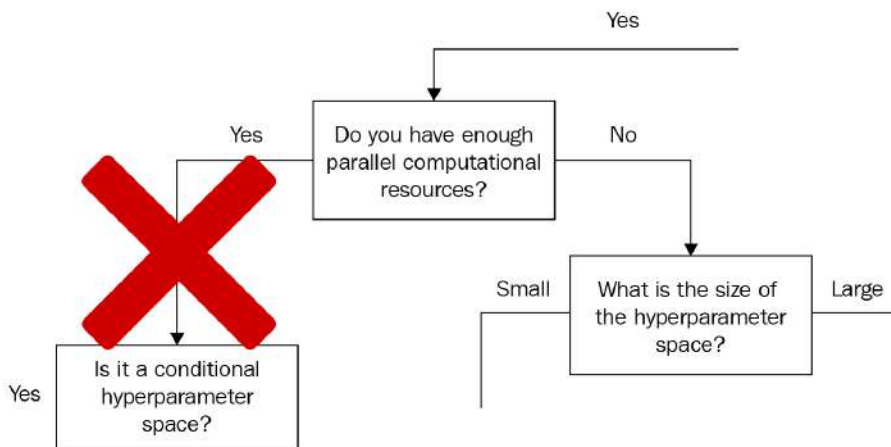 Yes
Do you have enough
parallel computational
resources?
Yes
No
Small
What is the size of
the hyperparameter
space?
Large
Yes
Is it a conditional
hyperparameter
space?